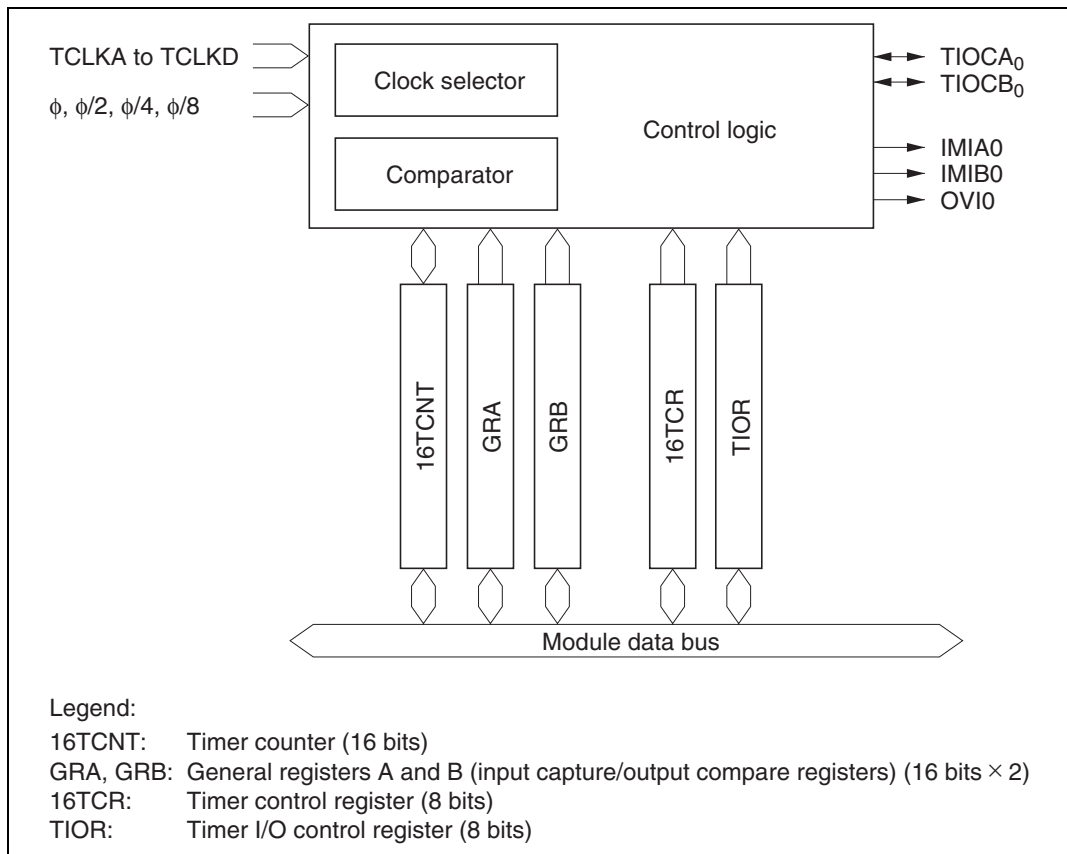 TCLKA to TCLKD
ϕ, ϕ/2, ϕ/4, ϕ/8
Clock selector
Comparator
Control logic
TIOCA₀
TIOCB₀
IMIA0
IMIB0
OVI0
16TCNT
GRA
GRB
16TCR
TIOR
Module data bus
Legend:
16TCNT: Timer counter (16 bits)
GRA, GRB: General registers A and B (input capture/output compare registers) (16 bits × 2)
16TCR: Timer control register (8 bits)
TIOR: Timer I/O control register (8 bits)